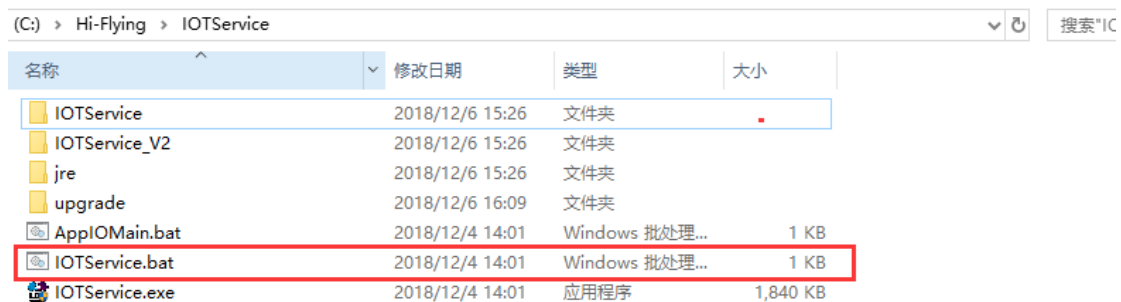 (C:) > Hi-Flying > IOTService 搜索"IC
名称 修改日期 类型 大小
IOTService 2018/12/6 15:26 文件夹
IOTService_V2 2018/12/6 15:26 文件夹
jre 2018/12/6 15:26 文件夹
upgrade 2018/12/6 16:09 文件夹
AppIOMain.bat 2018/12/4 14:01 Windows 批处理... 1 KB
IOTService.bat 2018/12/4 14:01 Windows 批处理... 1 KB
IOTService.exe 2018/12/4 14:01 应用程序 1,840 KB